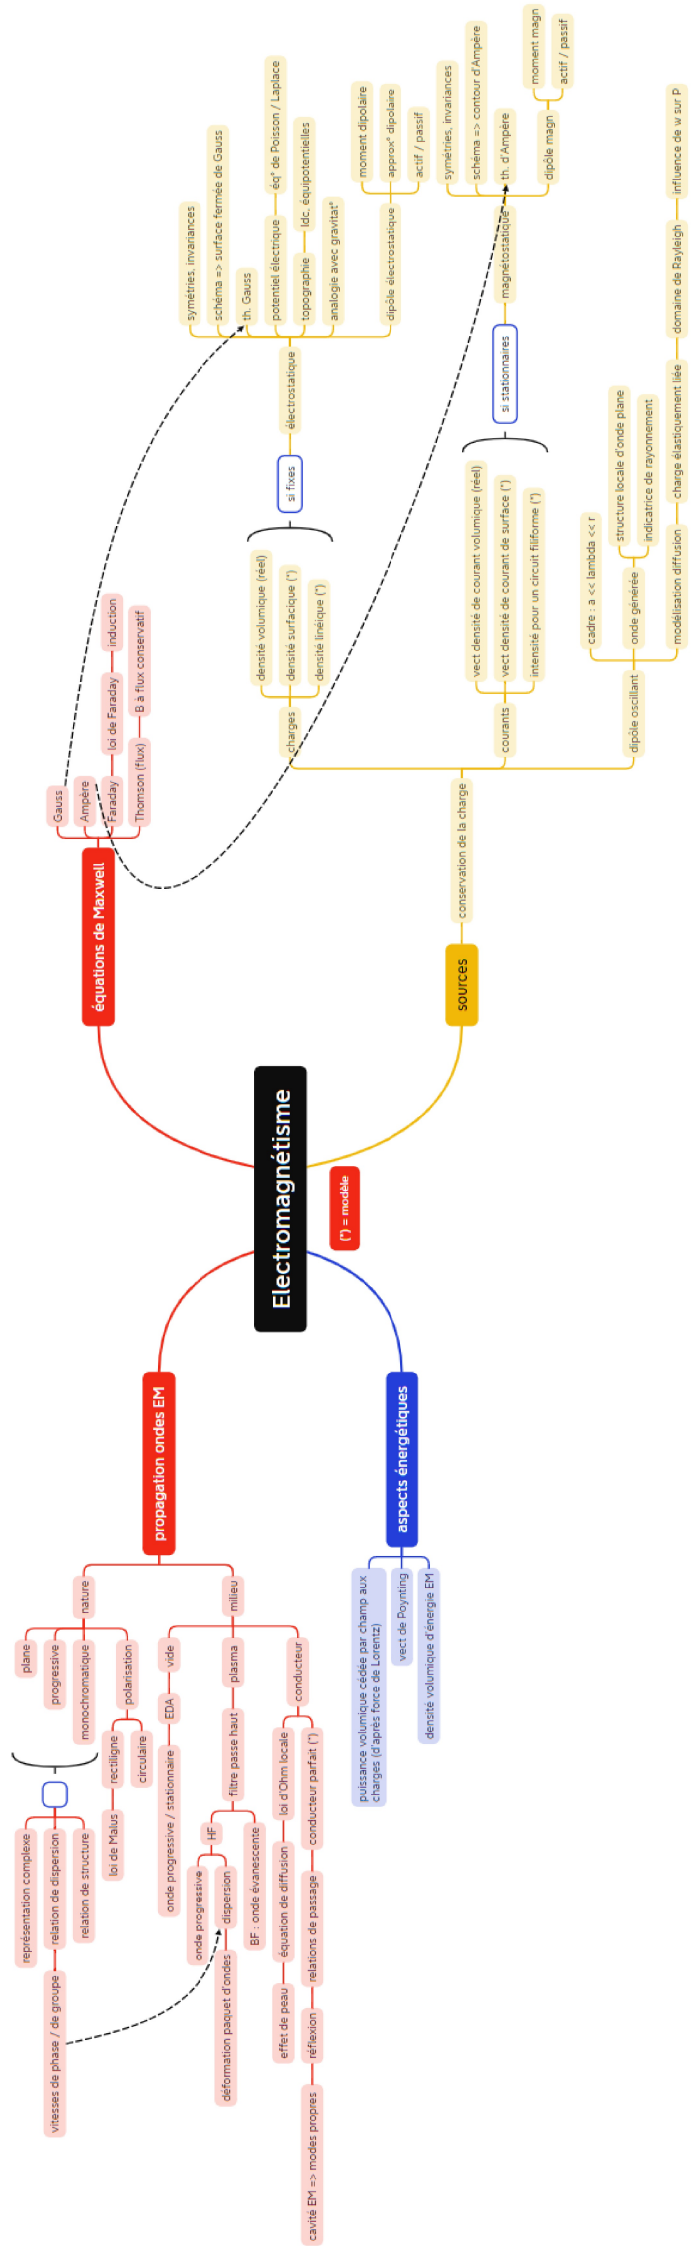 Electromagnétisme
(*) = modèle
équations de Maxwell
Gauss
Ampère
Faraday
loi de Faraday
induction
Thomson (flux)
B à flux conservatif
sources
conservation de la charge
charges
densité volumique (réel)
densité surfacique (*)
densité linéique (*)
si fixes
électrostatique
symétries, invariances
schéma => surface fermée de Gauss
th. Gauss
potentiel électrique
éq° de Poisson / Laplace
topographie
ldc, équipotentielles
analogie avec gravitat°
dipôle électrostatique
moment dipolaire
approx° dipolaire
actif / passif
courants
vect densité de courant volumique (réel)
vect densité de courant de surface (*)
intensité pour un circuit filiforme (*)
si stationnaires
magnétostatique
symétries, invariances
schéma => contour d'Ampère
th. d'Ampère
dipôle magn
moment magn
actif / passif
dipôle oscillant
cadre : a << lambda << r
onde générée
structure locale d'onde plane
indicatrice de rayonnement
modélisation diffusion
charge élastiquement liée
domaine de Rayleigh
influence de w sur P
propagation ondes EM
nature
plane
progressive
monochromatique
polarisation
rectiligne
loi de Malus
circulaire
représentation complexe
relation de dispersion
vitesses de phase / de groupe
relation de structure
milieu
vide
EDA
onde progressive / stationnaire
plasma
filtre passe haut
HF
onde progressive
dispersion
déformation paquet d'ondes
BF : onde évanescente
conducteur
loi d'Ohm locale
équation de diffusion
effet de peau
conducteur parfait (*)
relations de passage
réflexion
cavité EM => modes propres
aspects énergétiques
puissance volumique cédée par champ aux
charges (d'après force de Lorentz)
vect de Poynting
densité volumique d'énergie EM